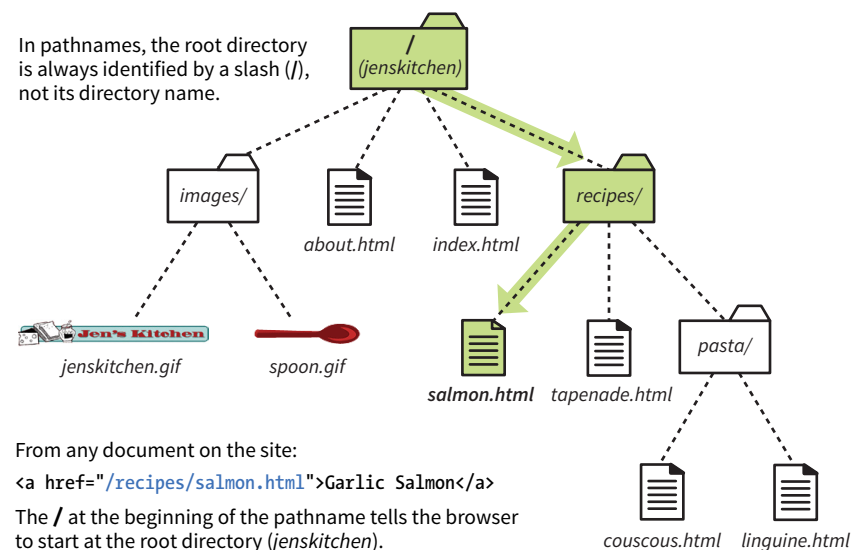 In pathnames, the root directory
is always identified by a slash (/),
not its directory name.
/
(jenskitchen)
images/
about.html
index.html
recipes/
Jen's Kitchen
jenskitchen.gif
spoon.gif
salmon.html
tapenade.html
pasta/
couscous.html
linguine.html
From any document on the site:
<a href="/recipes/salmon.html">Garlic Salmon</a>
The / at the beginning of the pathname tells the browser
to start at the root directory (jenskitchen).